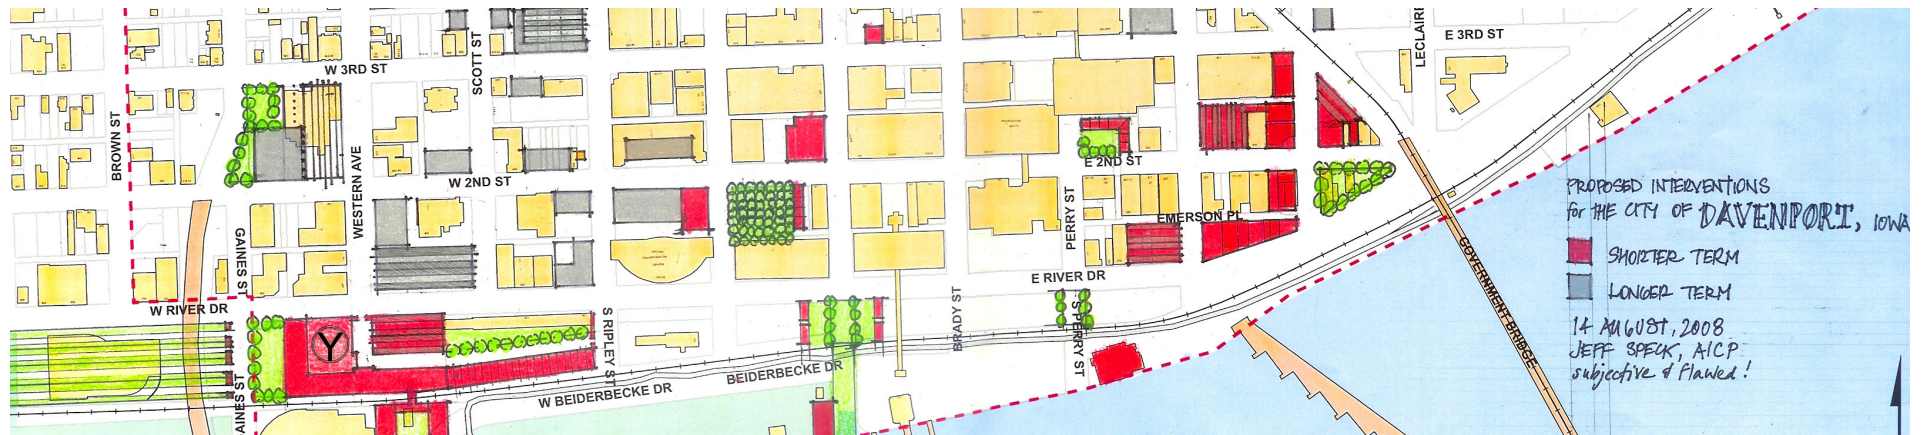 E 3RD ST
LECLAIRE
W 3RD ST
SCOTT ST
BROWN ST
WESTERN AVE
W 2ND ST
E 2ND ST
PERRY ST
EMERSON PL
GAINES ST
E RIVER DR
W RIVER DR
BRADY ST
S PERRY ST
S RIPLEY ST
Y
BEIDERBECKE DR
W BEIDERBECKE DR
GAINES ST
GOVERNMENT BRIDGE
PROPOSED INTERVENTIONS
for THE CITY OF DAVENPORT, IOWA
SHORTER TERM
LONGER TERM
14 AUGUST, 2008
JEFF SPECK, AICP
subjective & flawed!